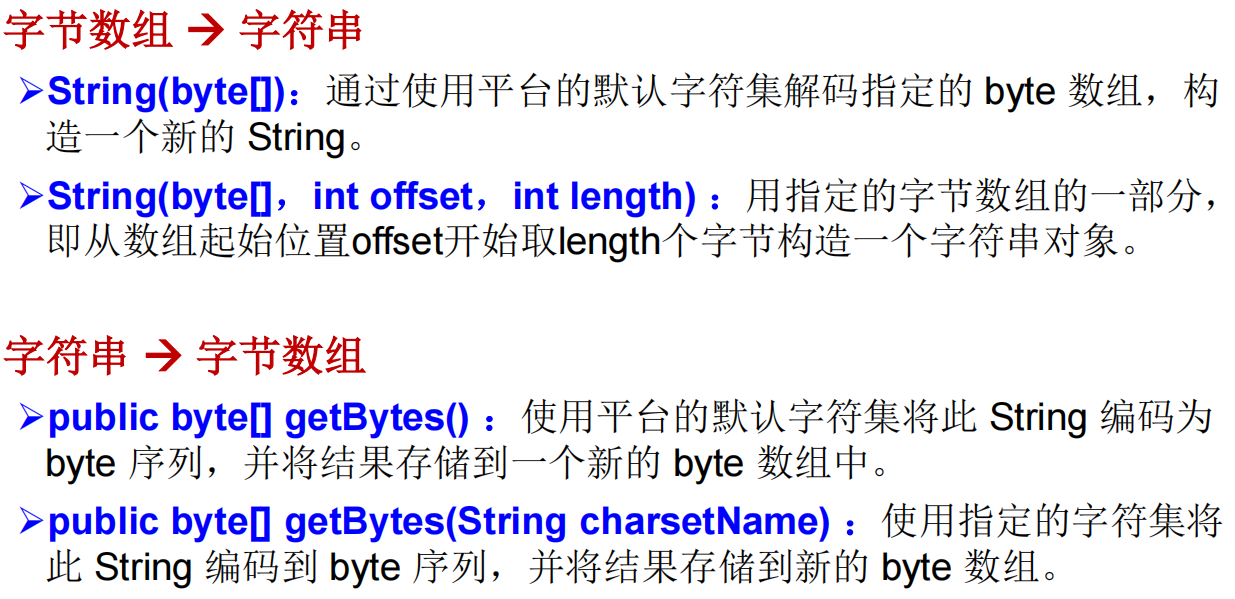 字节数组 → 字符串
➢String(byte[])：通过使用平台的默认字符集解码指定的 byte 数组，构
造一个新的 String。
➢String(byte[]，int offset，int length) ：用指定的字节数组的一部分，
即从数组起始位置offset开始取length个字节构造一个字符串对象。
字符串 → 字节数组
➢public byte[] getBytes() ：使用平台的默认字符集将此 String 编码为
byte 序列，并将结果存储到一个新的 byte 数组中。
➢public byte[] getBytes(String charsetName) ：使用指定的字符集将
此 String 编码到 byte 序列，并将结果存储到新的 byte 数组。